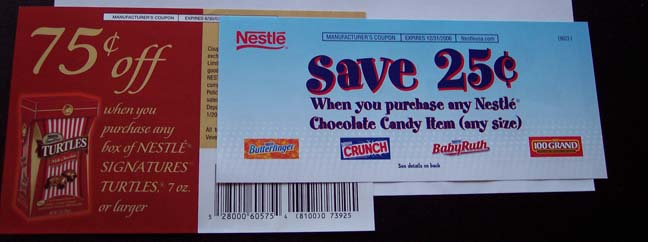 MANUFACTURER'S COUPON
75¢ off
TURTLES
when you
purchase any
box of NESTLÉ®
SIGNATURES™
TURTLES,® 7 oz.
or larger
5 28000 60575 4 (8100) 0 73925
Nestlé
MANUFACTURER'S COUPON EXPIRES 12/31/2006 Nestleusa.com
save 25¢
When you purchase any Nestlé®
Chocolate Candy Item (any size)
Butterfinger
Nestlé CRUNCH
BabyRuth
100 GRAND
See details on back